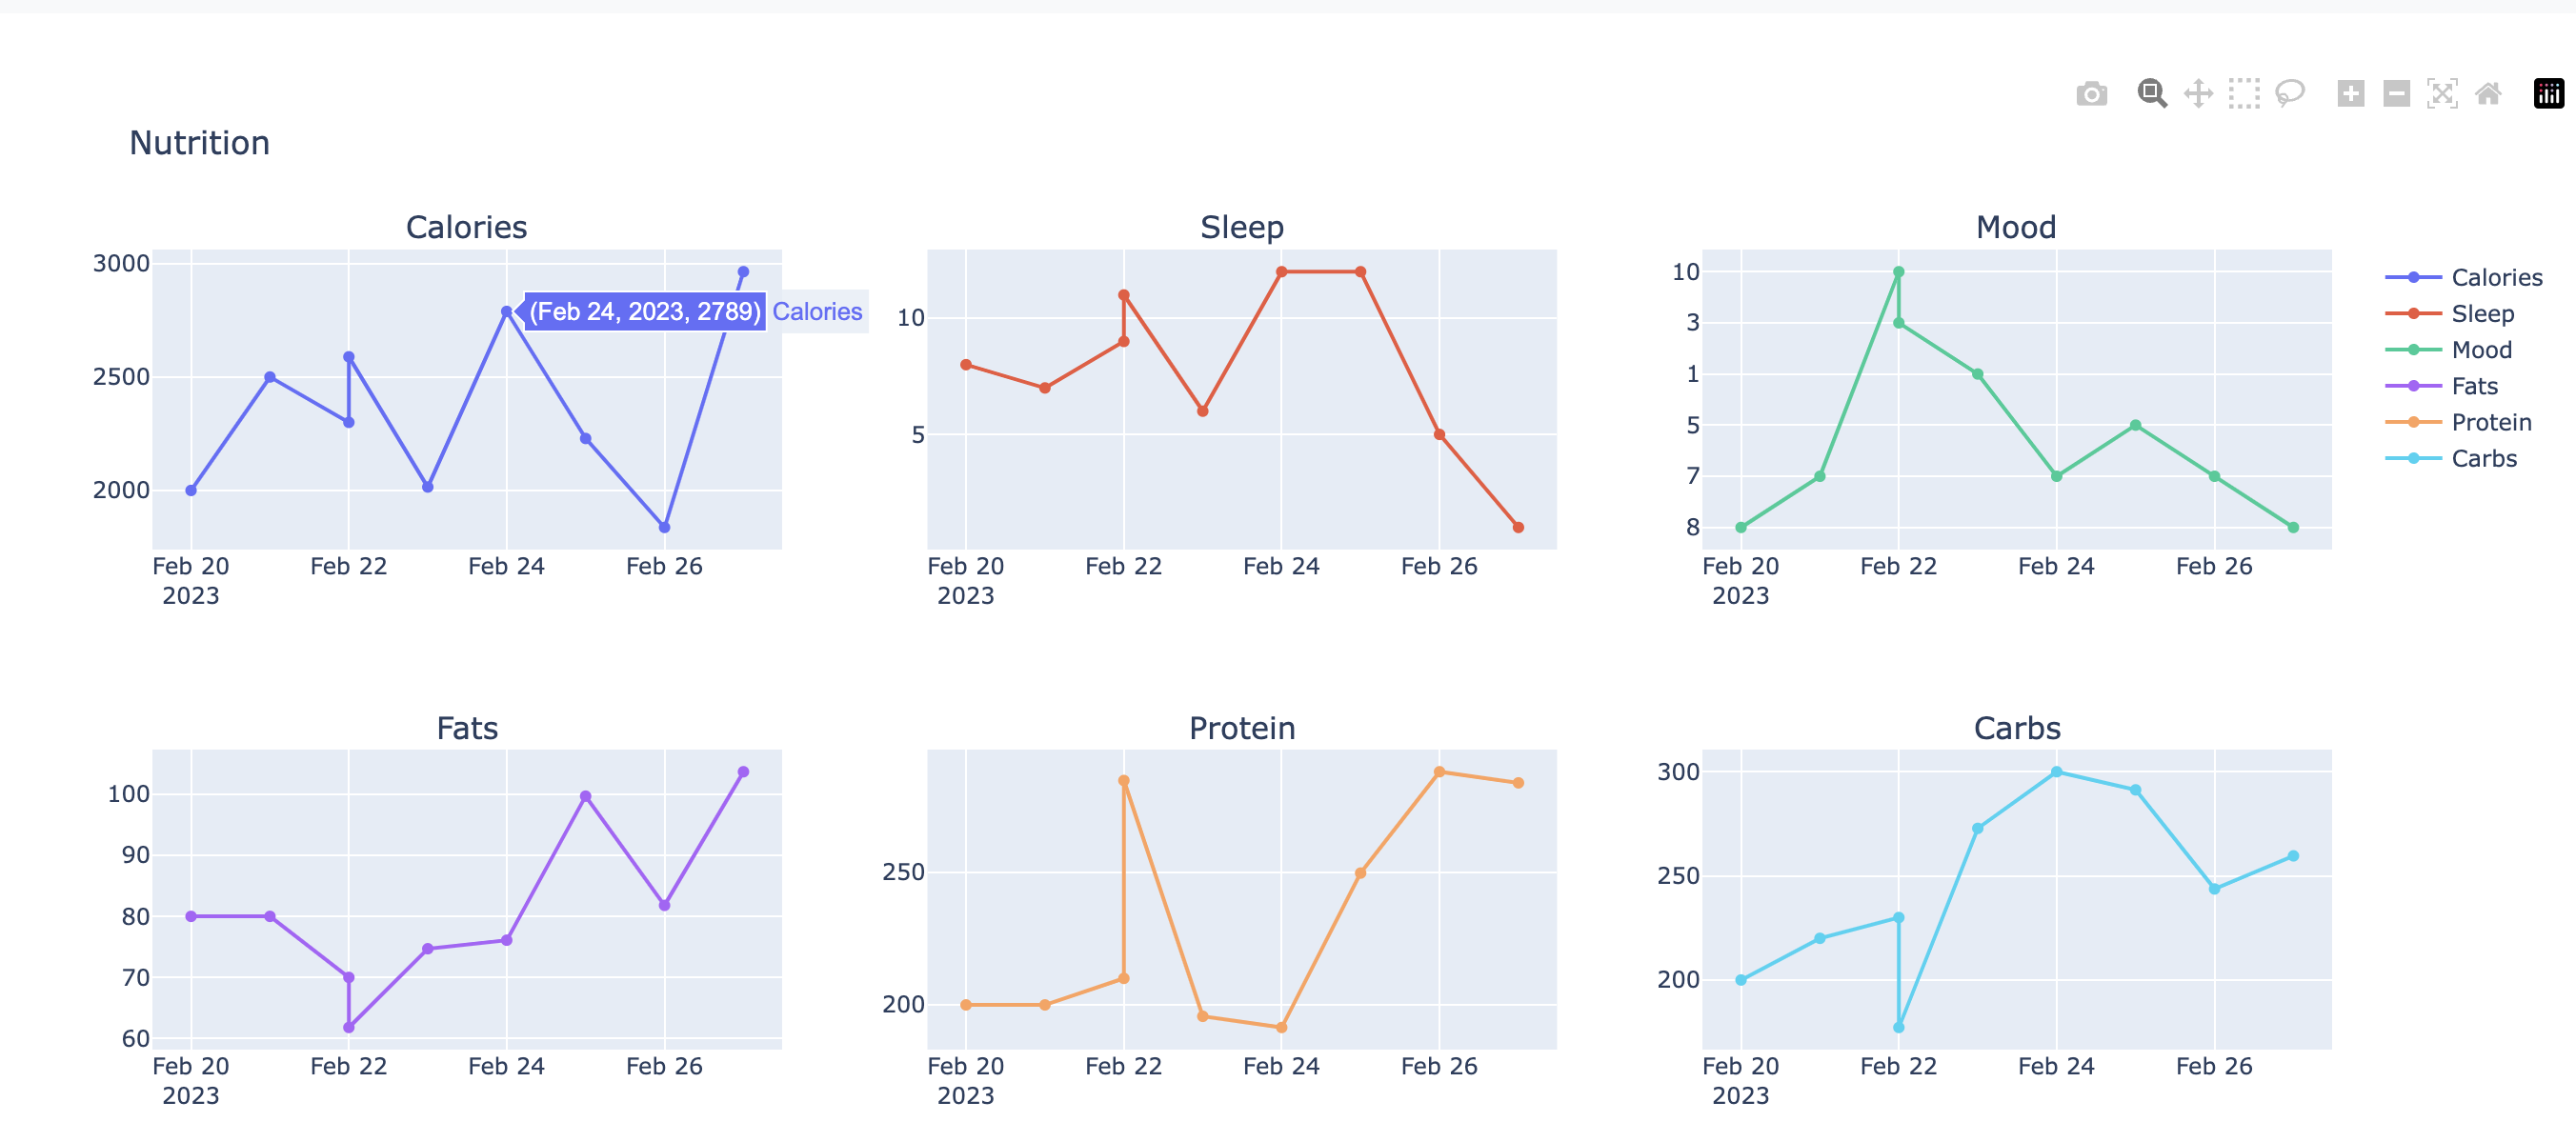 Nutrition
Calories
3000
2500
2000
(Feb 24, 2023, 2789) Calories
Feb 20 Feb 22 Feb 24 Feb 26
2023
Sleep
10
5
Feb 20 Feb 22 Feb 24 Feb 26
2023
Mood
10
3
1
5
7
8
Feb 20 Feb 22 Feb 24 Feb 26
2023
Calories
Sleep
Mood
Fats
Protein
Carbs
Fats
100
90
80
70
60
Feb 20 Feb 22 Feb 24 Feb 26
2023
Protein
250
200
Feb 20 Feb 22 Feb 24 Feb 26
2023
Carbs
300
250
200
Feb 20 Feb 22 Feb 24 Feb 26
2023